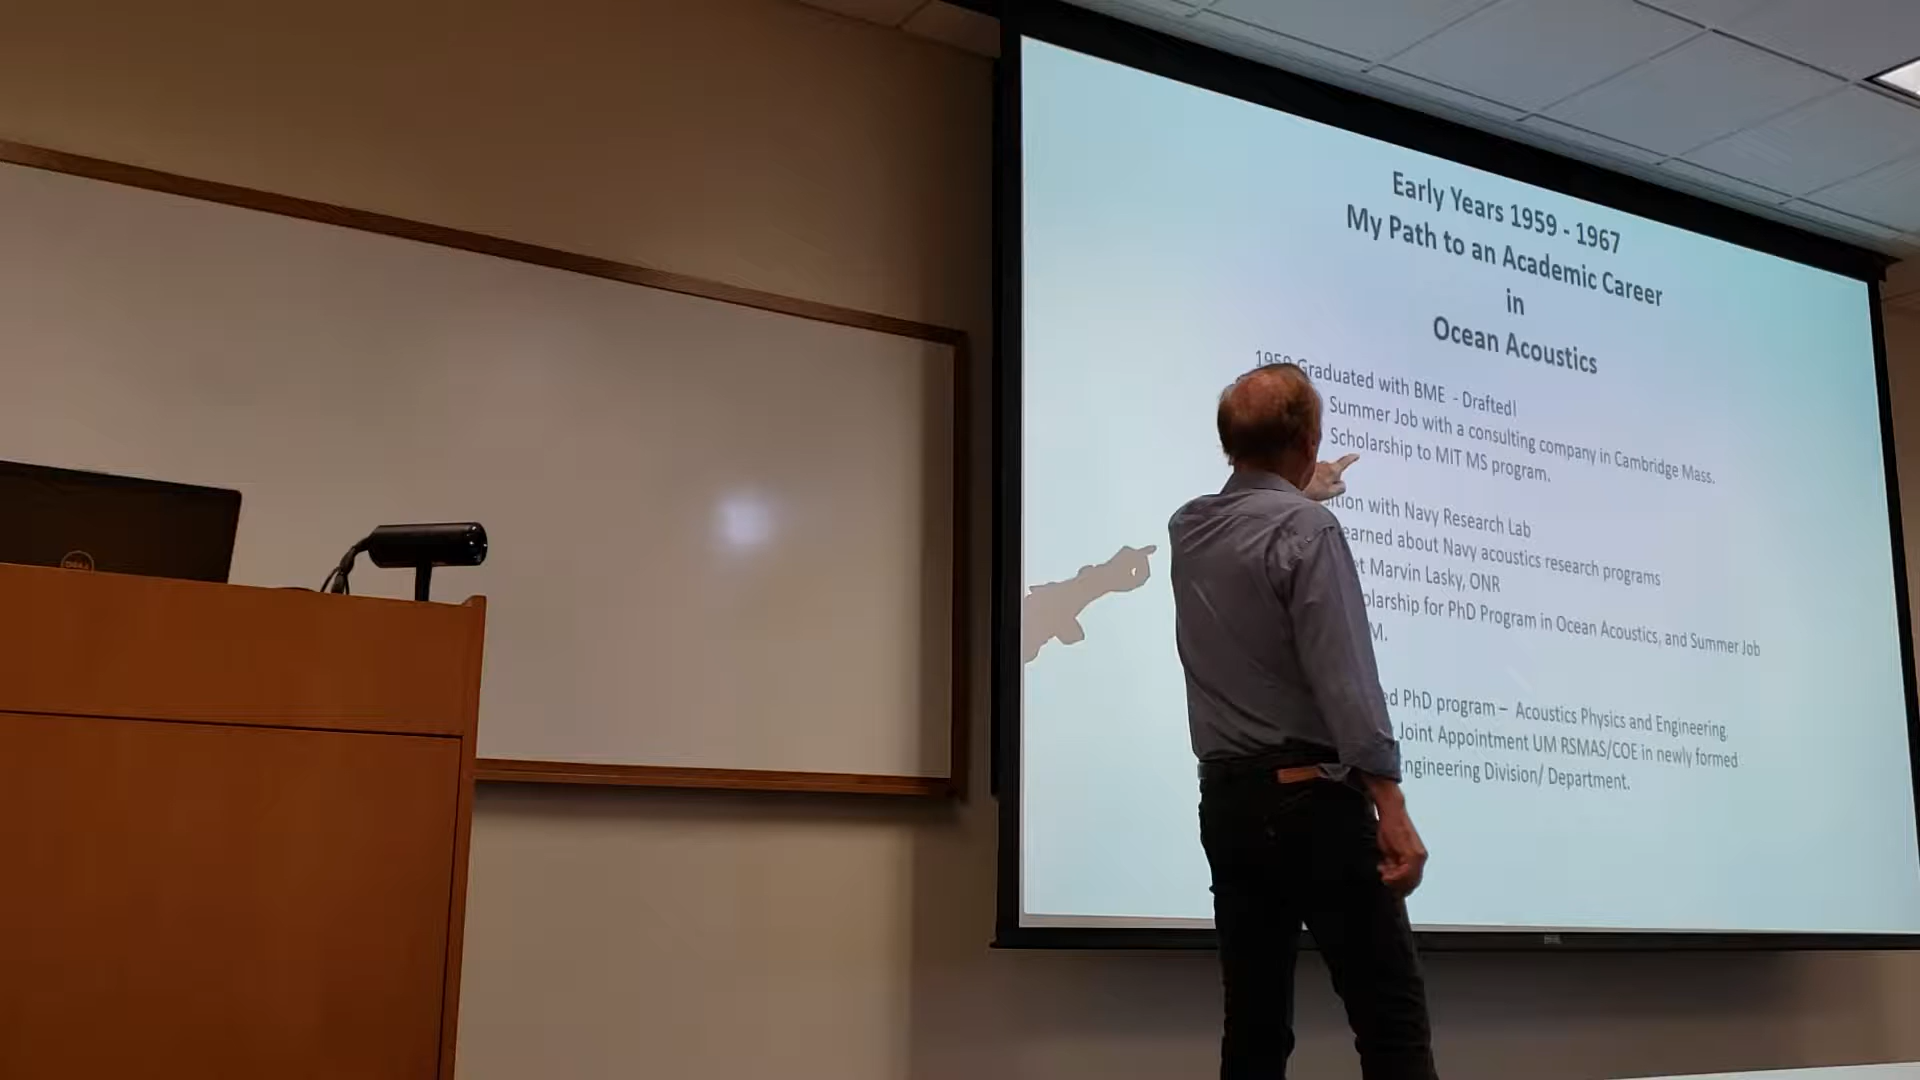 Early Years 1959 - 1967
My Path to an Academic Career
in
Ocean Acoustics
1959 Graduated with BME - Drafted!
Summer Job with a consulting company in Cambridge Mass.
Scholarship to MIT MS program.
with Navy Research Lab
about Navy acoustics research programs
Marvin Lasky, ONR
for PhD Program in Ocean Acoustics, and Summer Job
PhD program – Acoustics Physics and Engineering
Joint Appointment UM RSMAS/COE in newly formed
Division/ Department.
DELL